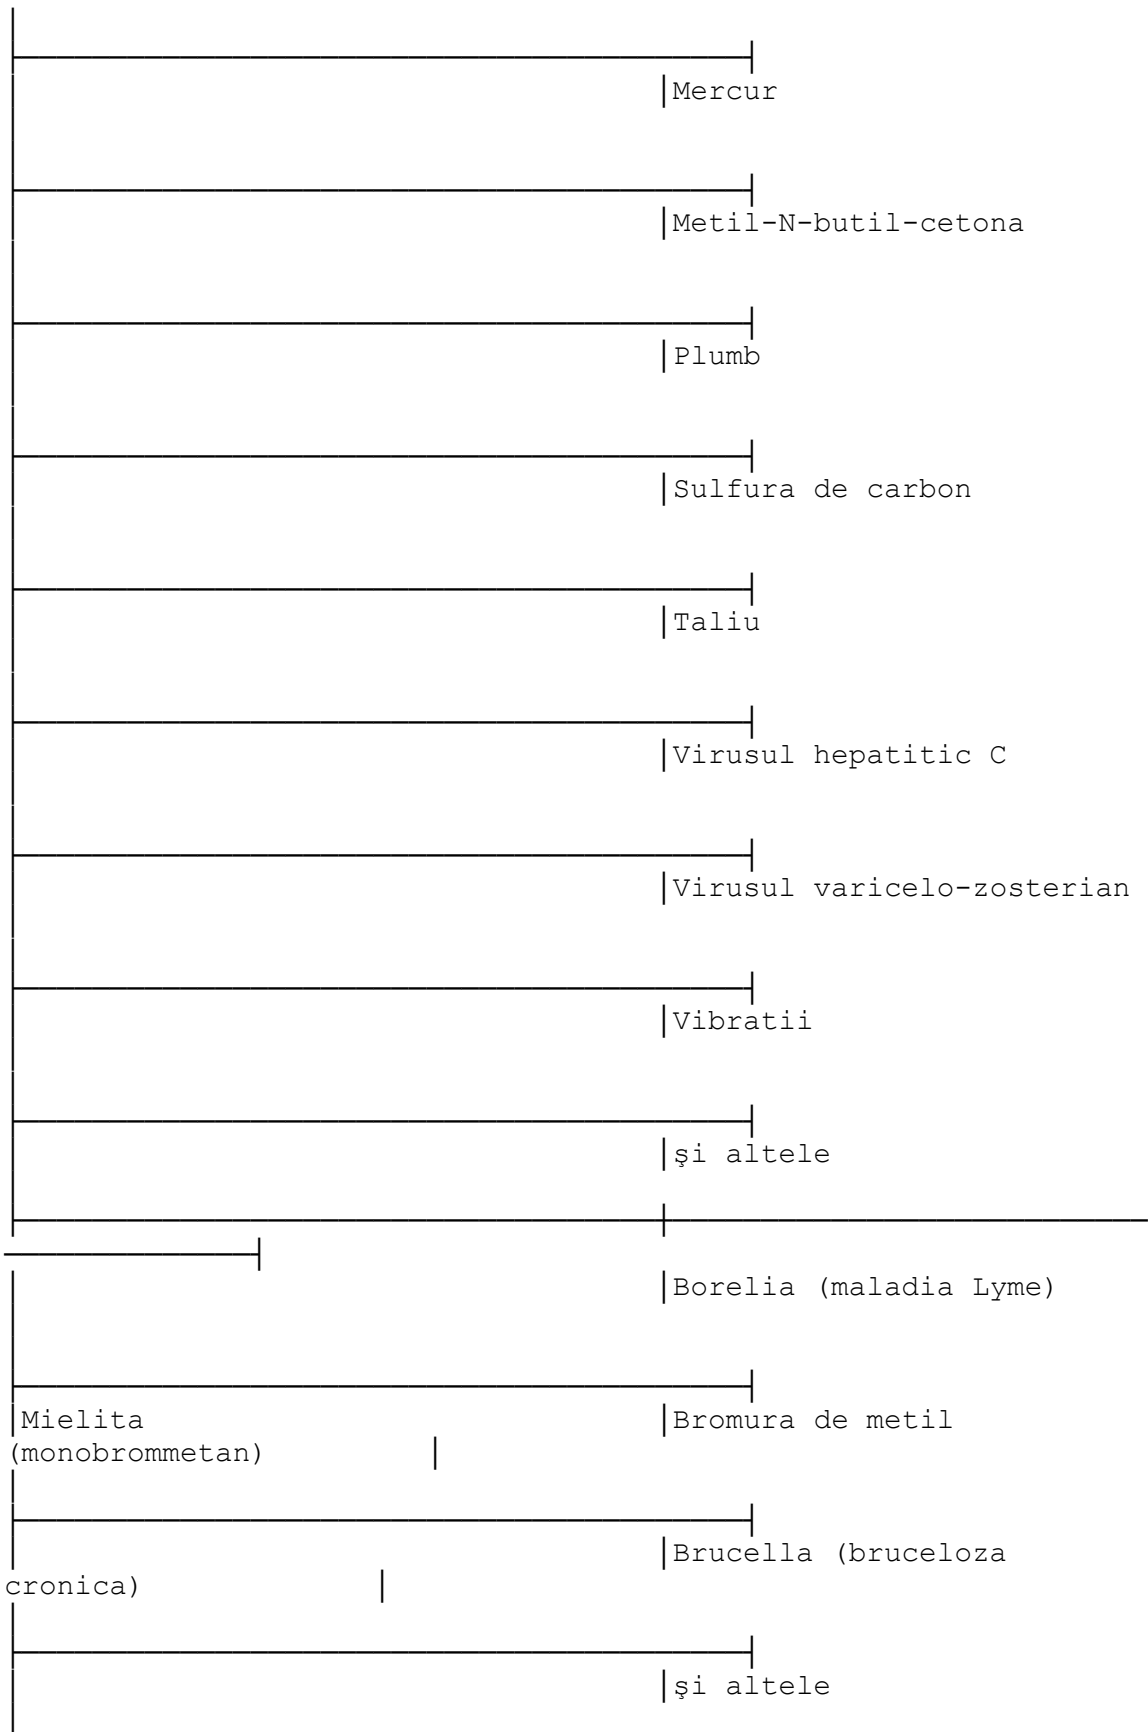 Mercur
Metil-N-butil-cetona
Plumb
Sulfura de carbon
Taliu
Virusul hepatitic C
Virusul varicelo-zosterian
Vibratii
şi altele
Borelia (maladia Lyme)
Mielita Bromura de metil
(monobrommetan)
Brucella (bruceloza
cronica)
şi altele